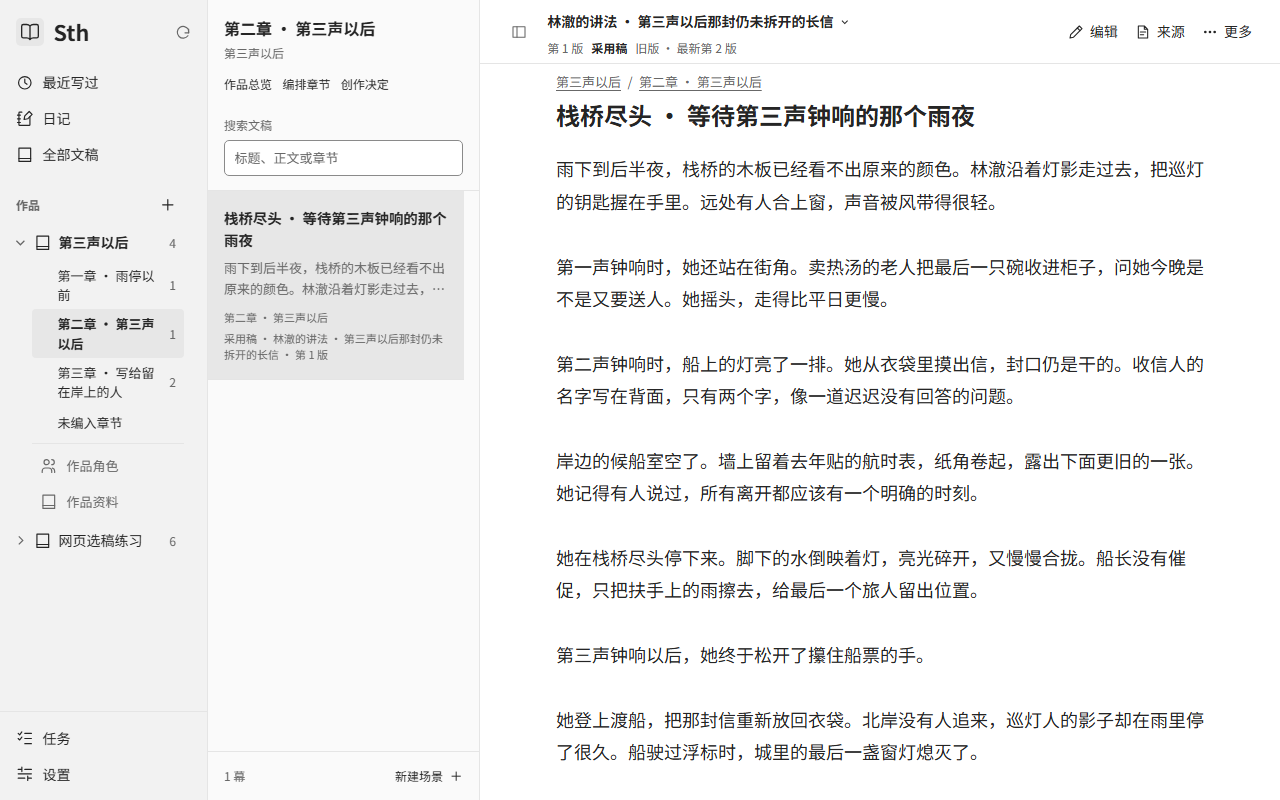 Sth
最近写过
日记
全部文稿
作品
第三声以后 4
第一章 · 雨停以
前 1
第二章 · 第三声
以后 1
第三章 · 写给留
在岸上的人 2
未编入章节
作品角色
作品资料
网页选稿练习 6
任务
设置
第二章 · 第三声以后
第三声以后
作品总览 编排章节 创作决定
搜索文稿
标题、正文或章节
栈桥尽头 · 等待第三声钟响的那个
雨夜
雨下到后半夜，栈桥的木板已经看不出
原来的颜色。林澈沿着灯影走过去，…
第二章 · 第三声以后
采用稿 · 林澈的讲法 · 第三声以后那封仍未
拆开的长信 · 第 1 版
1 幕 新建场景
林澈的讲法 · 第三声以后那封仍未拆开的长信
第 1 版 采用稿 旧版 · 最新第 2 版
编辑 来源 更多
第三声以后 / 第二章 · 第三声以后
栈桥尽头 · 等待第三声钟响的那个雨夜
雨下到后半夜，栈桥的木板已经看不出原来的颜色。林澈沿着灯影走过去，把巡灯
的钥匙握在手里。远处有人合上窗，声音被风带得很轻。
第一声钟响时，她还站在街角。卖热汤的老人把最后一只碗收进柜子，问她今晚是
不是又要送人。她摇头，走得比平日更慢。
第二声钟响时，船上的灯亮了一排。她从衣袋里摸出信，封口仍是干的。收信人的
名字写在背面，只有两个字，像一道迟迟没有回答的问题。
岸边的候船室空了。墙上留着去年贴的航时表，纸角卷起，露出下面更旧的一张。
她记得有人说过，所有离开都应该有一个明确的时刻。
她在栈桥尽头停下来。脚下的水倒映着灯，亮光碎开，又慢慢合拢。船长没有催
促，只把扶手上的雨擦去，给最后一个旅人留出位置。
第三声钟响以后，她终于松开了攥住船票的手。
她登上渡船，把那封信重新放回衣袋。北岸没有人追来，巡灯人的影子却在雨里停
了很久。船驶过浮标时，城里的最后一盏窗灯熄灭了。